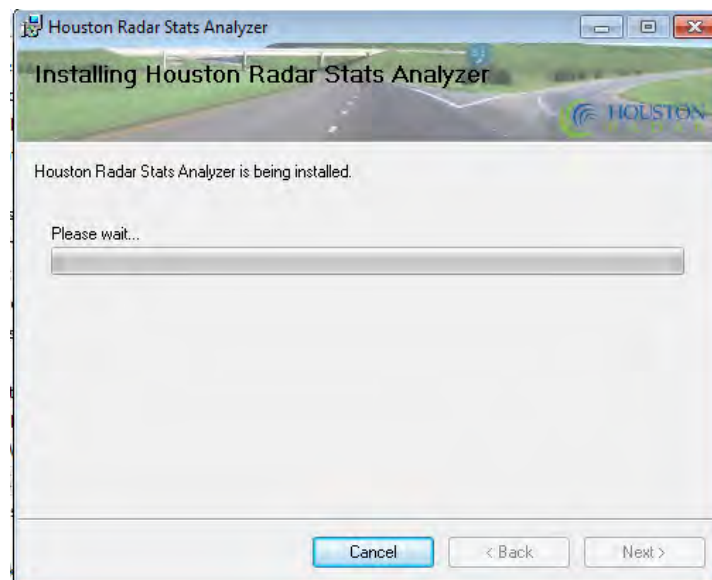 Houston Radar Stats Analyzer
Installing Houston Radar Stats Analyzer
HOUSTON
Houston Radar Stats Analyzer is being installed.
Please wait...
Cancel
< Back
Next >